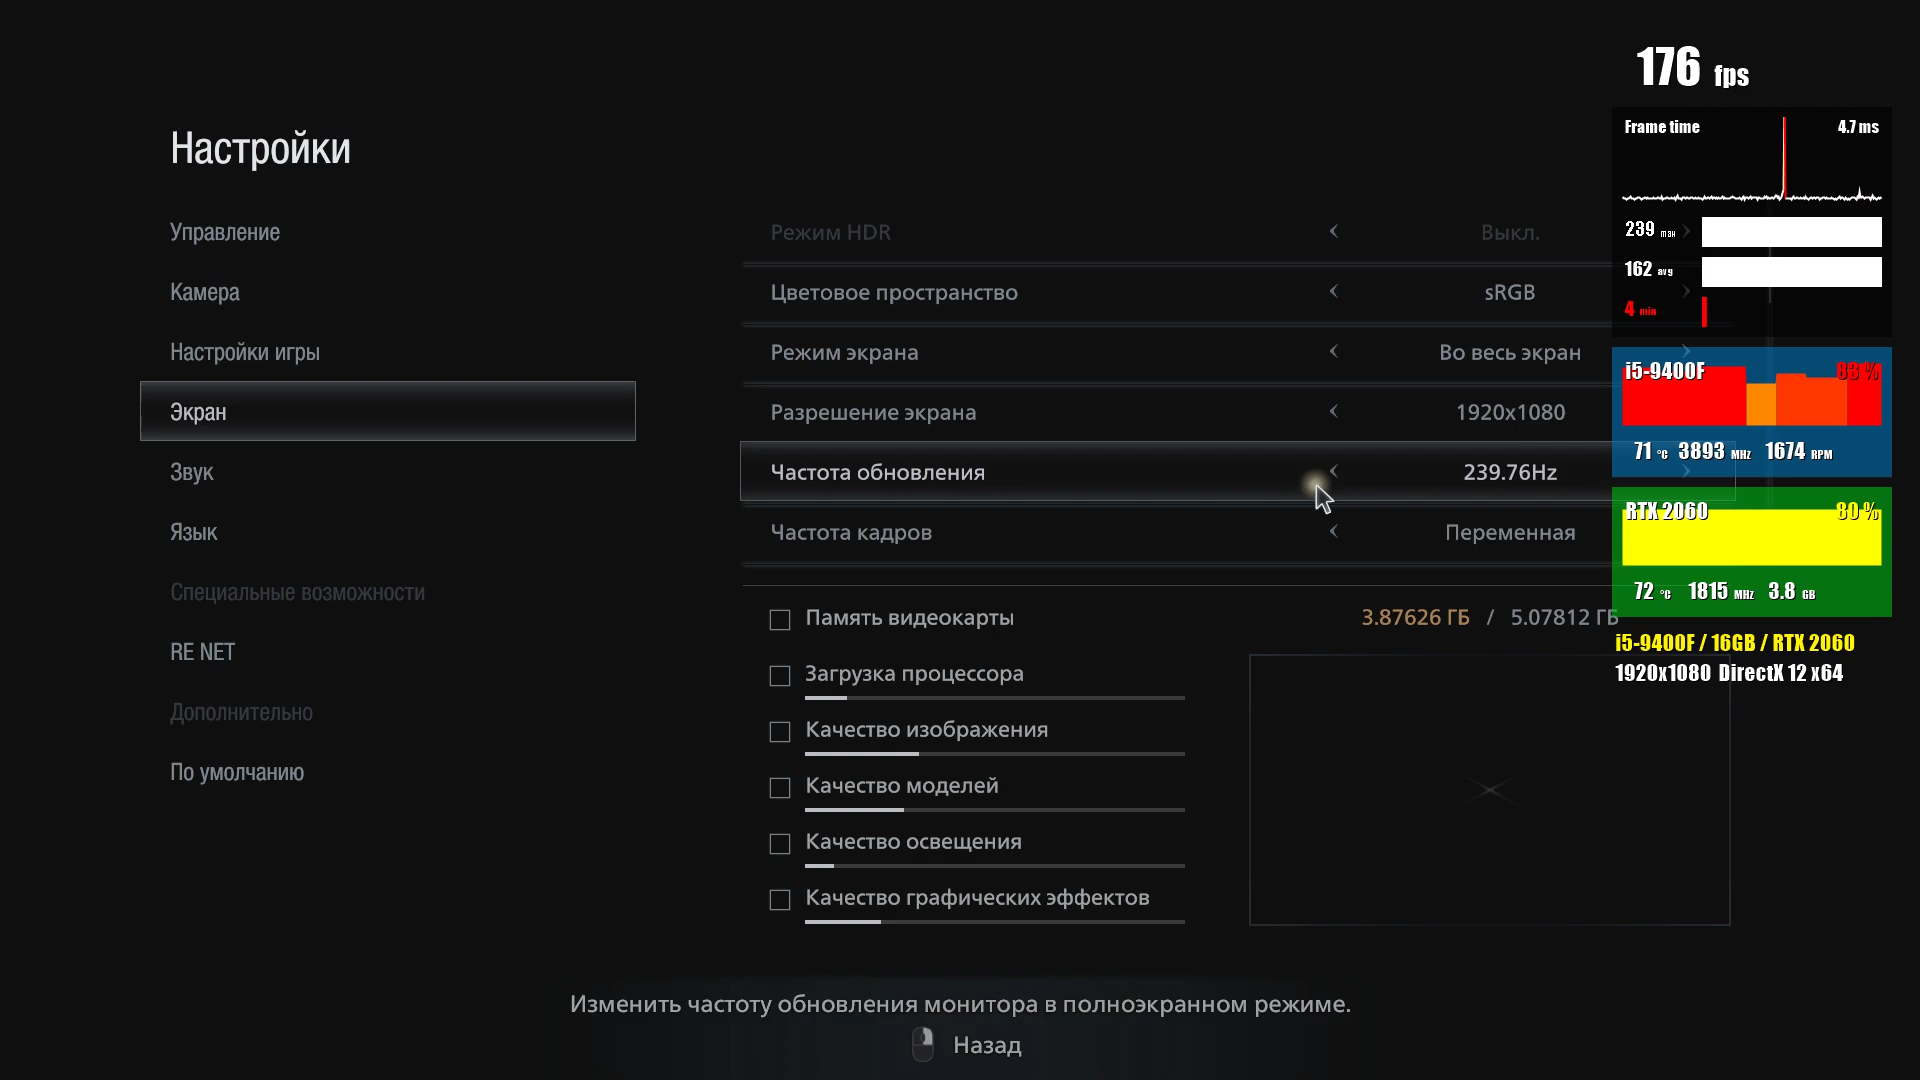 176 fps
Frame time 4.7 ms
Настройки
Управление
Камера
Настройки игры
Экран
Звук
Язык
Специальные возможности
RE NET
Дополнительно
По умолчанию
Режим HDR Выкл.
Цветовое пространство sRGB
Режим экрана Во весь экран
Разрешение экрана 1920x1080
Частота обновления 239.76Hz
Частота кадров Переменная
Память видеокарты 3.87626 ГБ / 5.07812 ГБ
Загрузка процессора
Качество изображения
Качество моделей
Качество освещения
Качество графических эффектов
239 max
162 avg
4 min
i5-9400F 83 %
71 °C 3893 MHz 1674 RPM
RTX 2060 80 %
72 °C 1815 MHz 3.8 GB
i5-9400F / 16GB / RTX 2060
1920x1080 DirectX 12 x64
Изменить частоту обновления монитора в полноэкранном режиме.
Назад